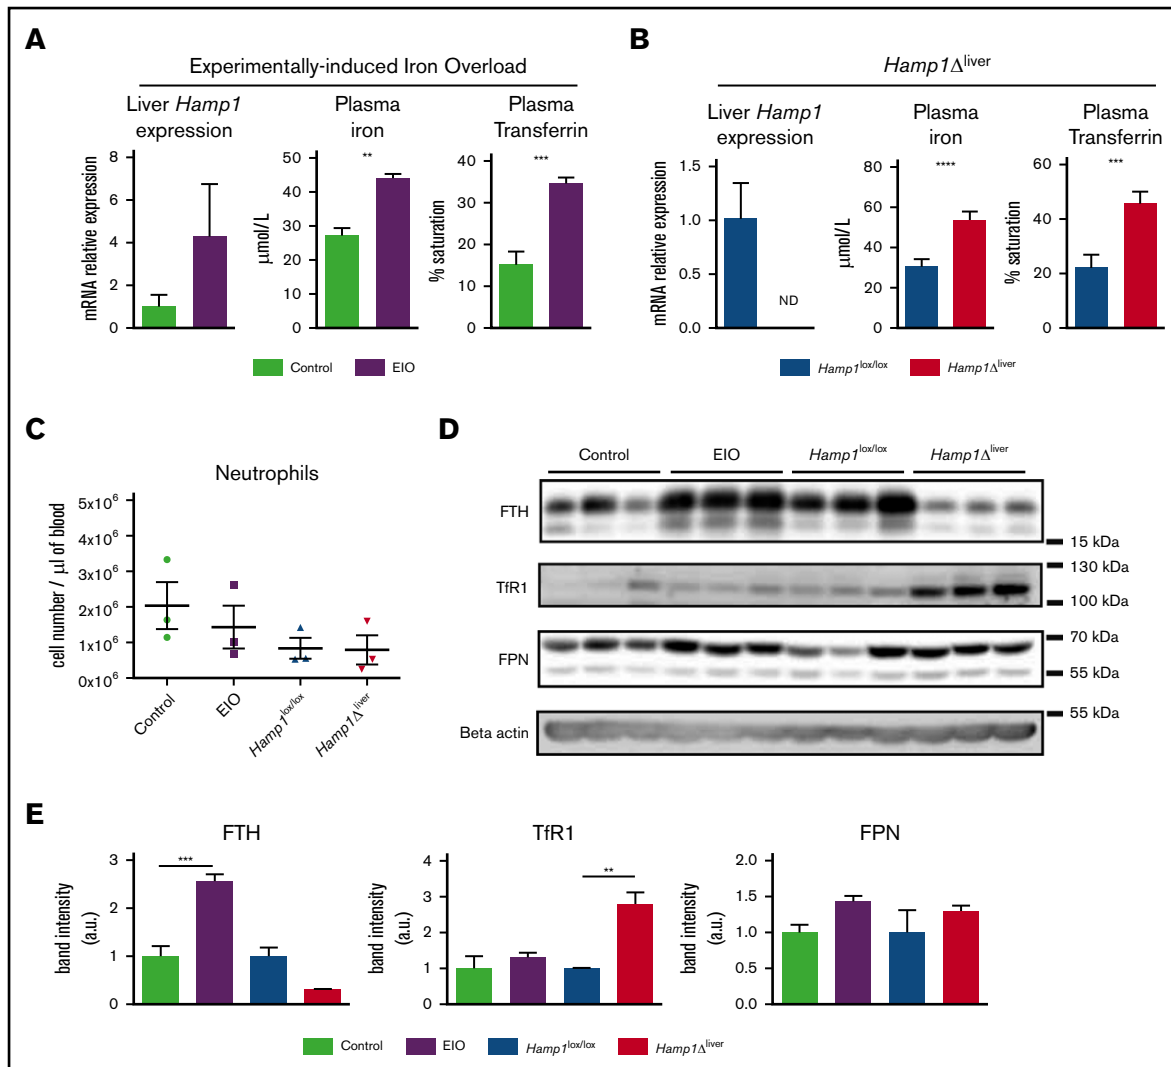 A
Experimentally-induced Iron Overload
Liver Hamp1 expression
Plasma iron
Plasma Transferrin
mRNA relative expression
8
6
4
2
0
μmol/L
50
40
30
20
10
0
**
% saturation
40
30
20
10
0
***
Control
EIO
B
Hamp1Δliver
Liver Hamp1 expression
Plasma iron
Plasma Transferrin
mRNA relative expression
1.5
1.0
0.5
0.0
ND
μmol/L
80
60
40
20
0
****
% saturation
60
40
20
0
***
Hamp1lox/lox
Hamp1Δliver
C
Neutrophils
cell number / μl of blood
5x10⁶
4x10⁶
3x10⁶
2x10⁶
1x10⁶
0x10⁶
Control
EIO
Hamp1lox/lox
Hamp1Δliver
D
Control
EIO
Hamp1lox/lox
Hamp1Δliver
FTH
15 kDa
TfR1
130 kDa
100 kDa
FPN
70 kDa
55 kDa
Beta actin
55 kDa
E
FTH
band intensity (a.u.)
3
2
1
0
***
TfR1
band intensity (a.u.)
4
3
2
1
0
**
FPN
band intensity (a.u.)
2.0
1.5
1.0
0.5
0.0
Control
EIO
Hamp1lox/lox
Hamp1Δliver